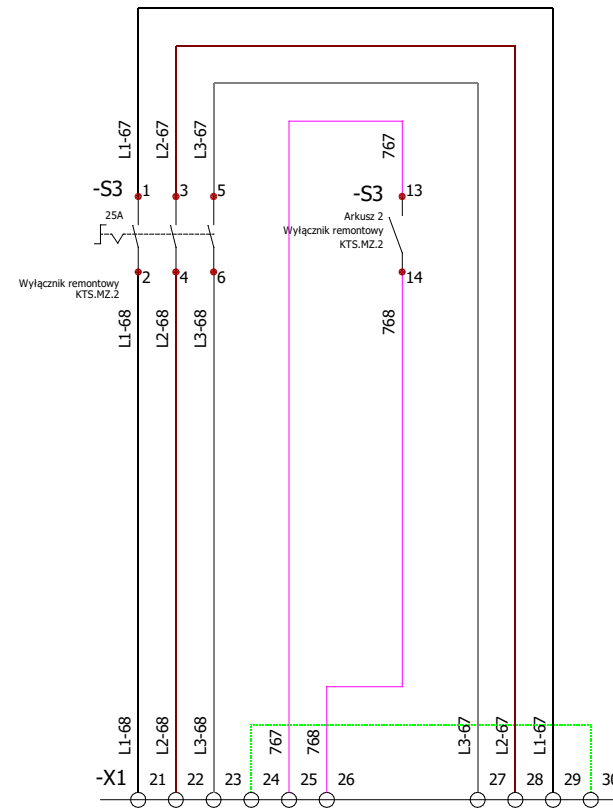 L1-67
L2-67
L3-67
767
-S3
1
3
5
-S3
13
25A
Arkusz 2
Wyłącznik remontowy
KTS.MZ.2
2
4
6
14
Wyłącznik remontowy
KTS.MZ.2
L1-68
L2-68
L3-68
768
L1-68
L2-68
L3-68
767
768
L3-67
L2-67
L1-67
-X1
21
22
23
24
25
26
27
28
29
30